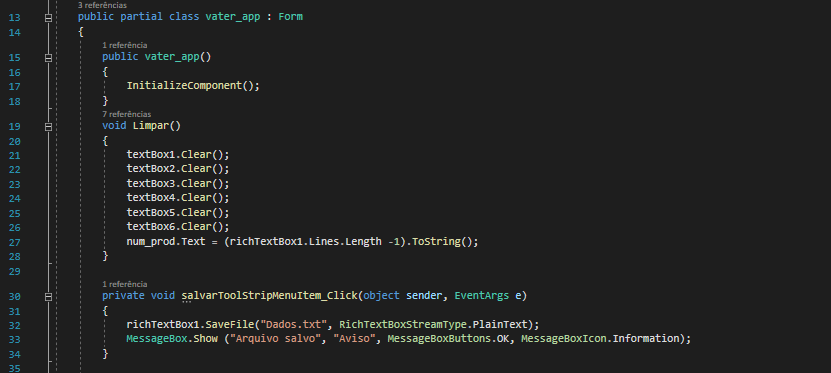 3 referências
13 public partial class vater_app : Form
14 {
1 referência
15 public vater_app()
16 {
17 InitializeComponent();
18 }
7 referências
19 void Limpar()
20 {
21 textBox1.Clear();
22 textBox2.Clear();
23 textBox3.Clear();
24 textBox4.Clear();
25 textBox5.Clear();
26 textBox6.Clear();
27 num_prod.Text = (richTextBox1.Lines.Length -1).ToString();
28 }
29
1 referência
30 private void salvarToolStripMenuItem_Click(object sender, EventArgs e)
31 {
32 richTextBox1.SaveFile("Dados.txt", RichTextBoxStreamType.PlainText);
33 MessageBox.Show ("Arquivo salvo", "Aviso", MessageBoxButtons.OK, MessageBoxIcon.Information);
34 }
35